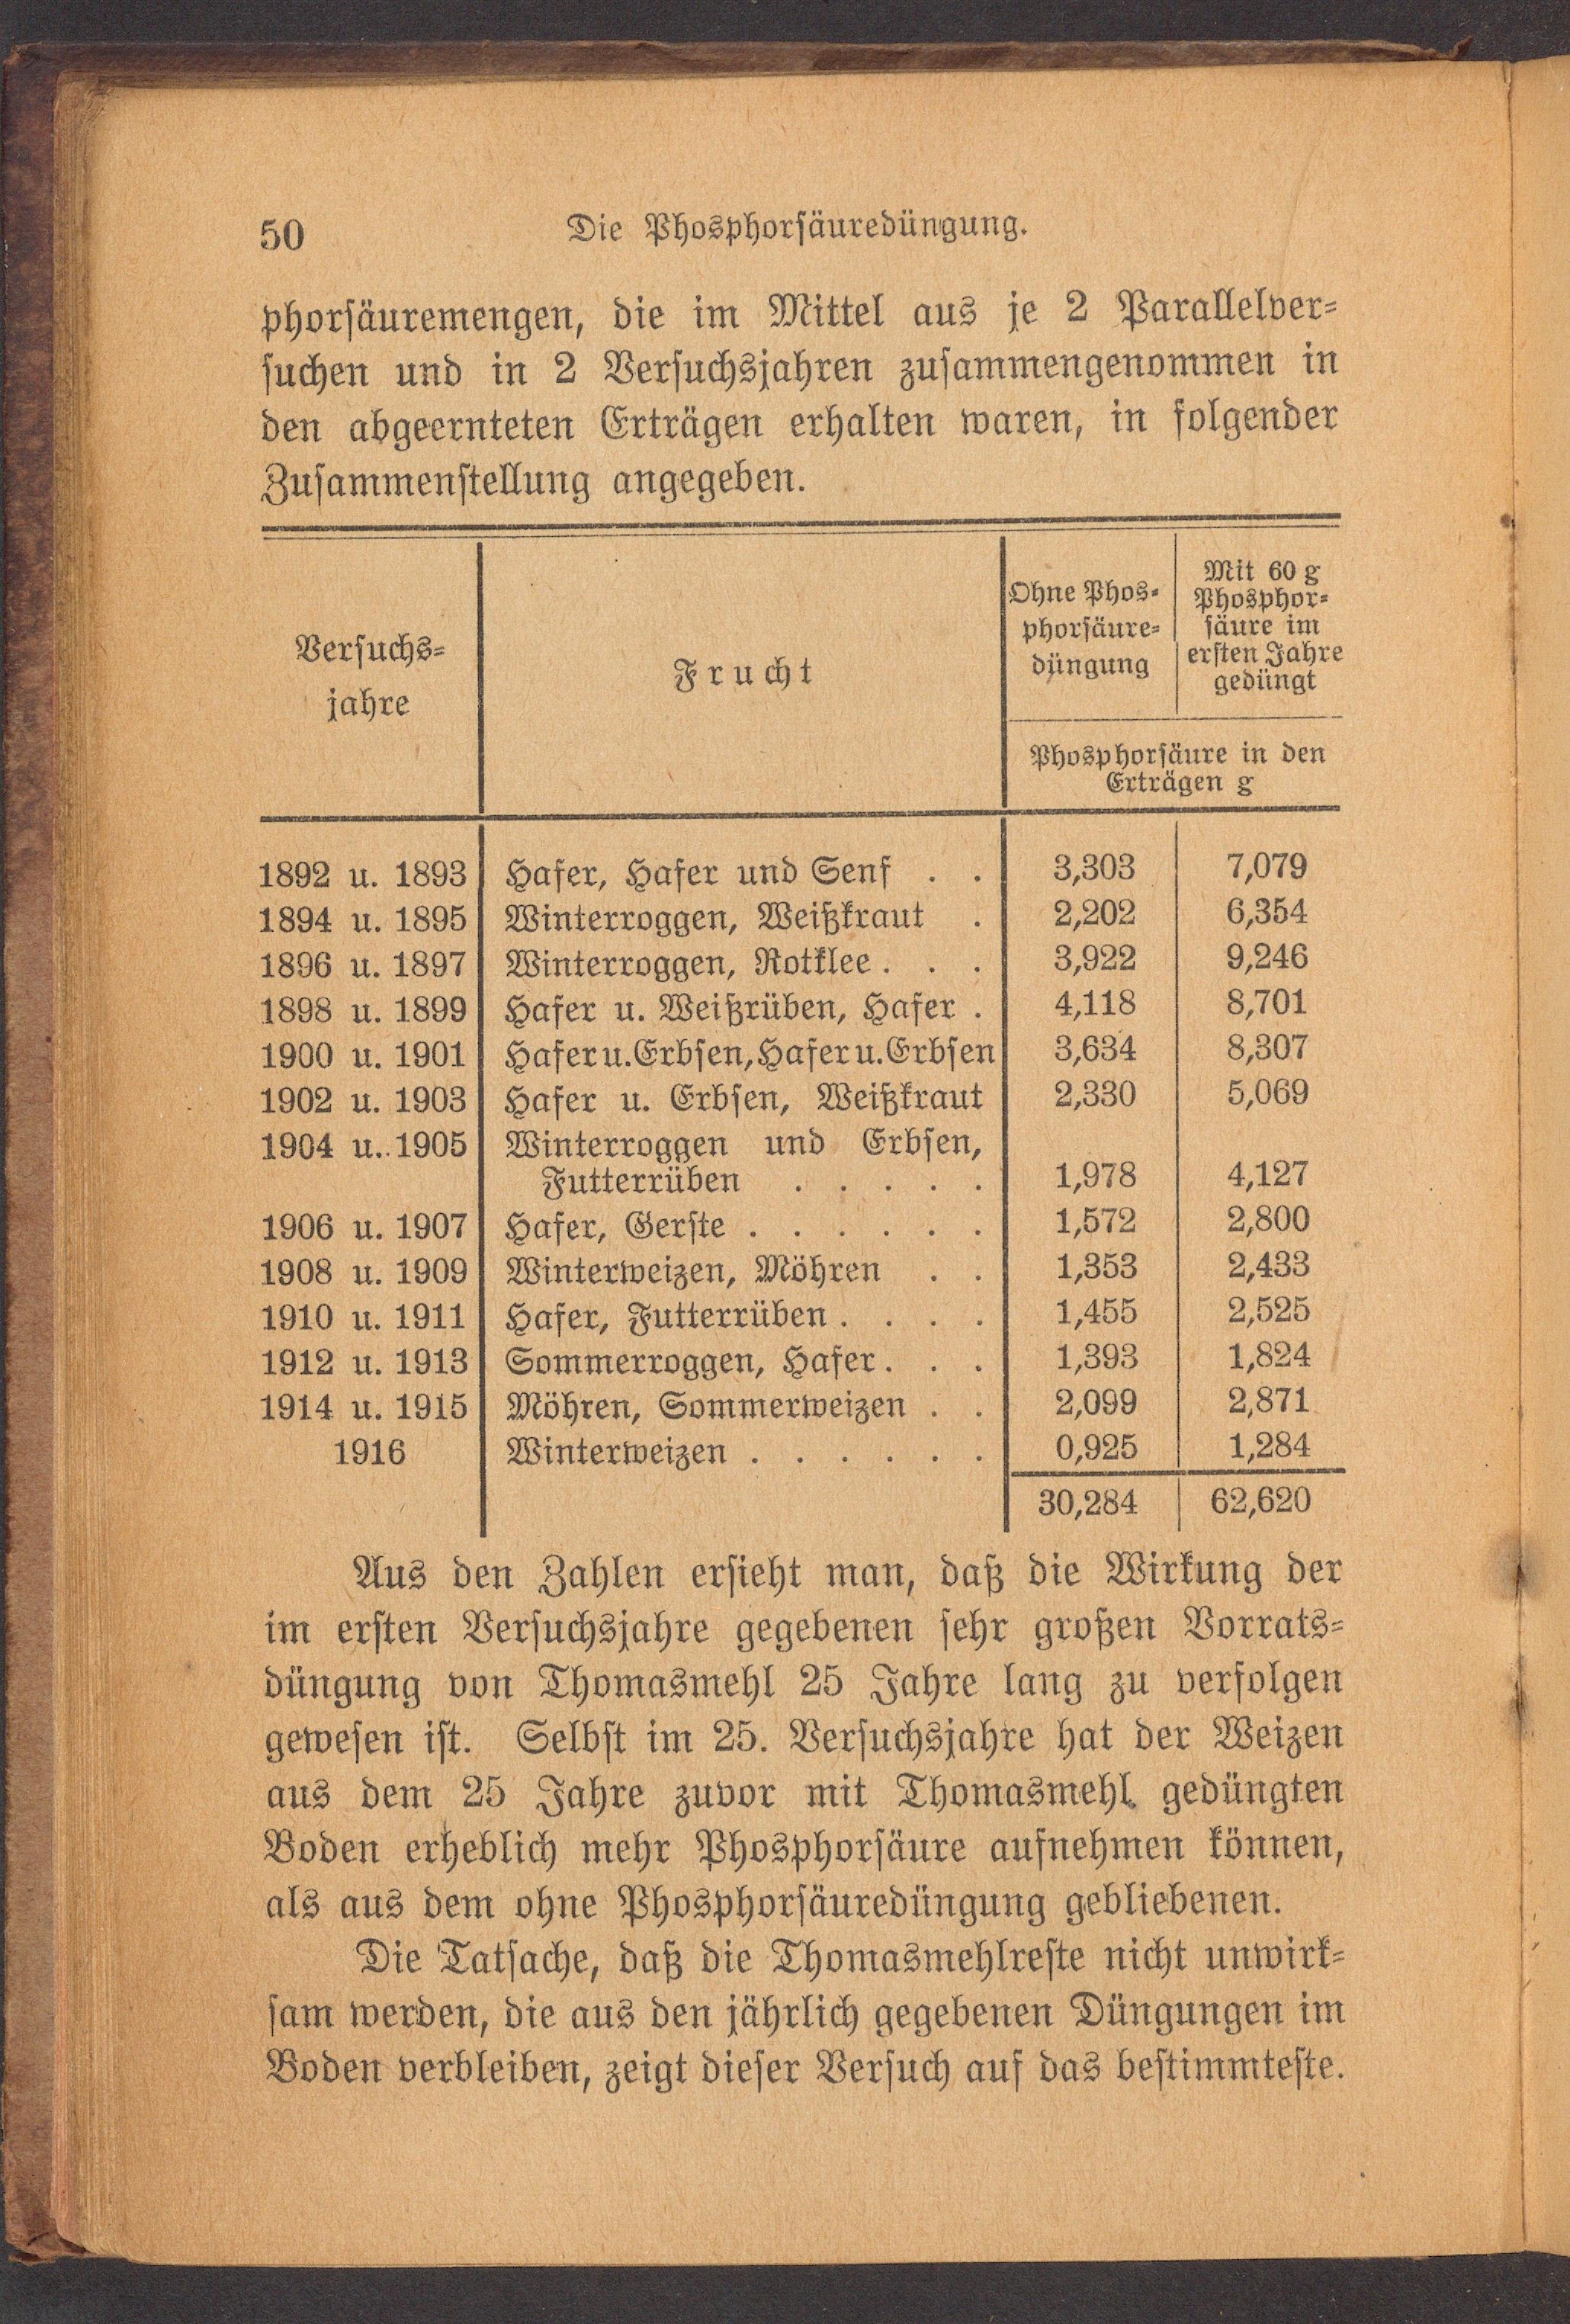 50 Die Phosphorsäuredüngung.
phorsäuremengen, die im Mittel aus je 2 Parallelver-
suchen und in 2 Versuchsjahren zusammengenommen in
den abgeernteten Erträgen erhalten waren, in folgender
Zusammenstellung angegeben.
Versuchs-
jahre
Frucht
Ohne Phos-
phorsäure-
düngung
Mit 60 g
Phosphor-
säure im
ersten Jahre
gedüngt
Phosphorsäure in den
Erträgen g
1892 u. 1893 Hafer, Hafer und Senf . . 3,303 7,079
1894 u. 1895 Winterroggen, Weißkraut . 2,202 6,354
1896 u. 1897 Winterroggen, Rotklee . . . 3,922 9,246
1898 u. 1899 Hafer u. Weißrüben, Hafer . 4,118 8,701
1900 u. 1901 Hafer u. Erbsen, Hafer u. Erbsen 3,634 8,307
1902 u. 1903 Hafer u. Erbsen, Weißkraut 2,330 5,069
1904 u. 1905 Winterroggen und Erbsen,
Futterrüben . . . . . 1,978 4,127
1906 u. 1907 Hafer, Gerste . . . . . . 1,572 2,800
1908 u. 1909 Winterweizen, Möhren . . 1,353 2,433
1910 u. 1911 Hafer, Futterrüben . . . . 1,455 2,525
1912 u. 1913 Sommerroggen, Hafer . . . 1,393 1,824
1914 u. 1915 Möhren, Sommerweizen . . 2,099 2,871
1916 Winterweizen . . . . . . 0,925 1,284
30,284 62,620
Aus den Zahlen ersieht man, daß die Wirkung der
im ersten Versuchsjahre gegebenen sehr großen Vorrats-
düngung von Thomasmehl 25 Jahre lang zu verfolgen
gewesen ist. Selbst im 25. Versuchsjahre hat der Weizen
aus dem 25 Jahre zuvor mit Thomasmehl gedüngten
Boden erheblich mehr Phosphorsäure aufnehmen können,
als aus dem ohne Phosphorsäuredüngung gebliebenen.
Die Tatsache, daß die Thomasmehlreste nicht unwirk-
sam werden, die aus den jährlich gegebenen Düngungen im
Boden verbleiben, zeigt dieser Versuch auf das bestimmteste.